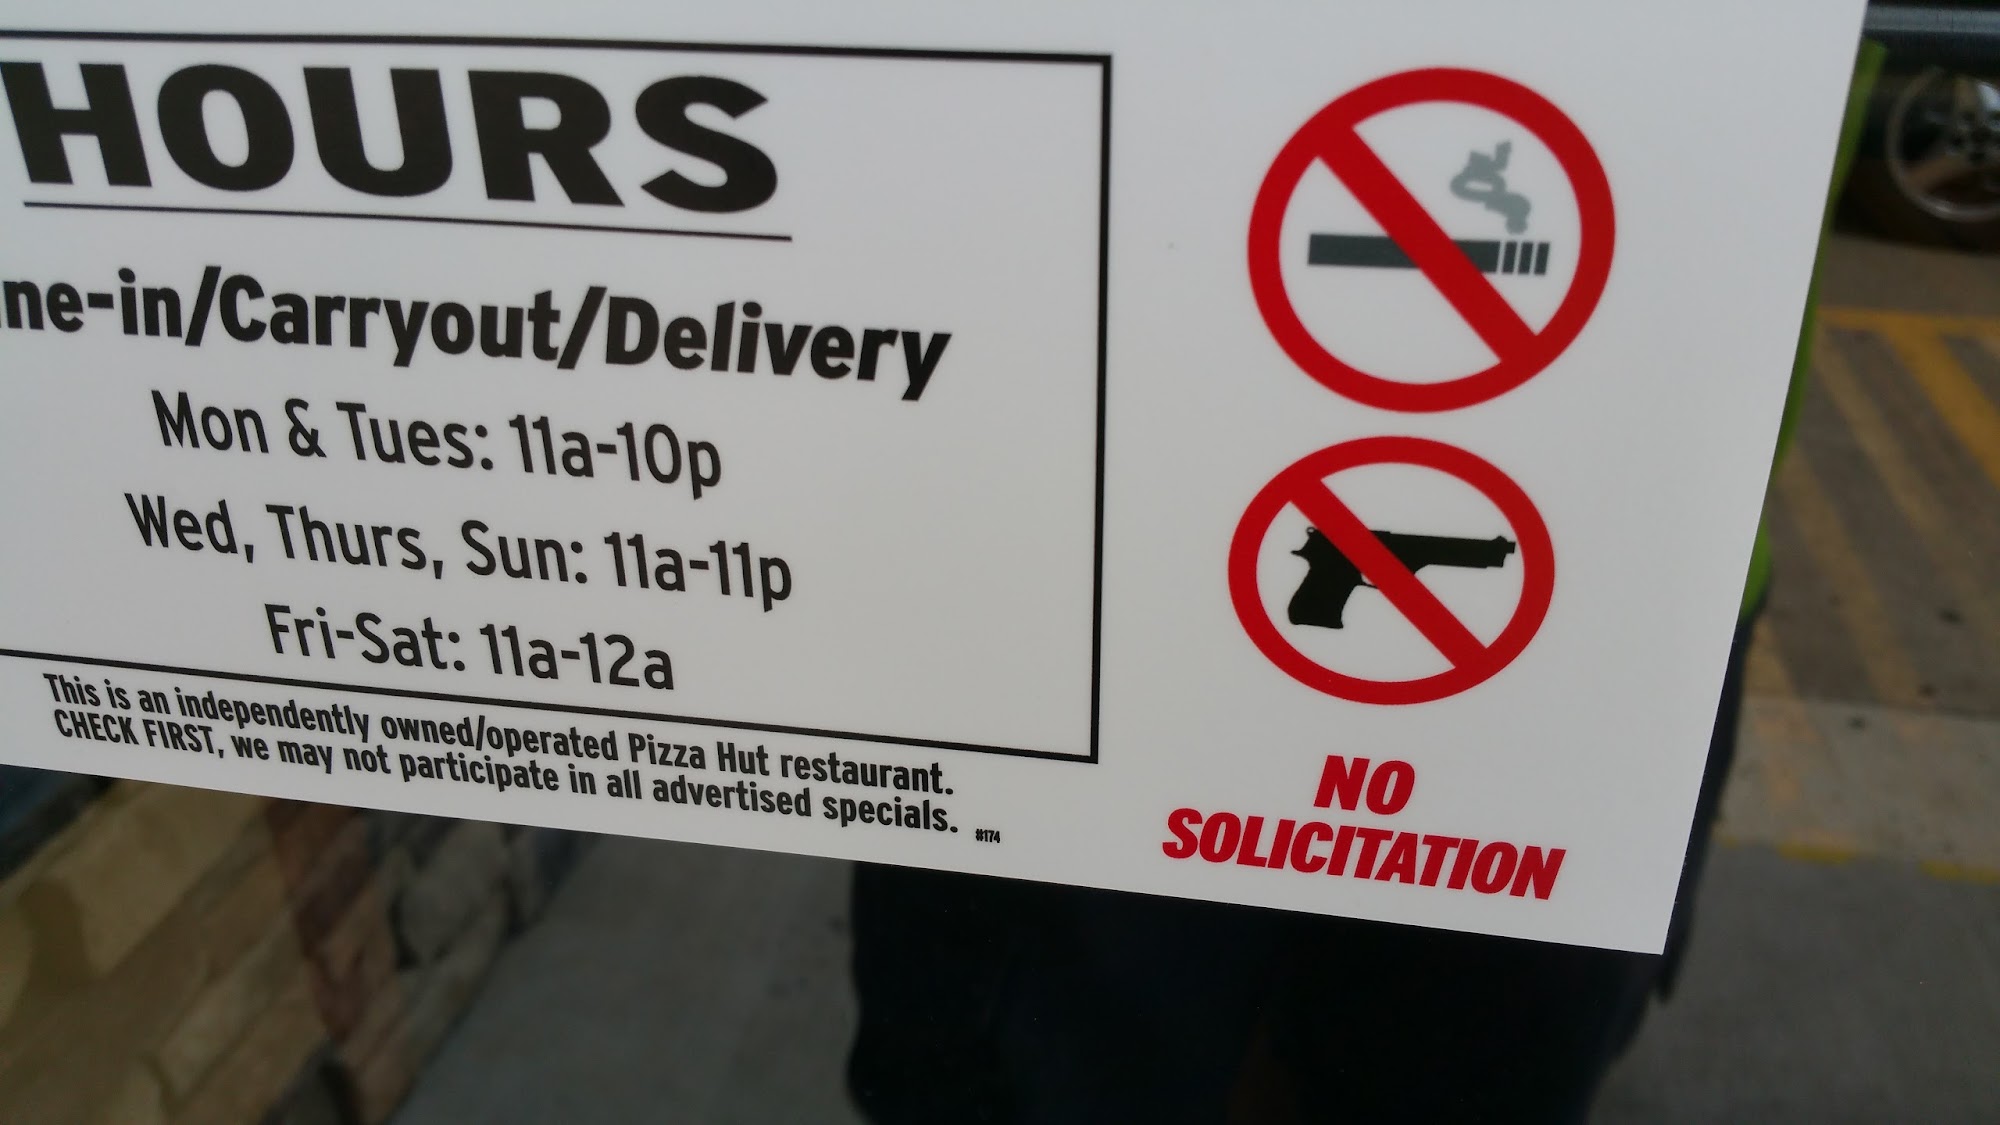 HOURS
ne-in/Carryout/Delivery
Mon & Tues: 11a-10p
Wed, Thurs, Sun: 11a-11p
Fri-Sat: 11a-12a
This is an independently owned/operated Pizza Hut restaurant.
CHECK FIRST, we may not participate in all advertised specials. #174
NO
SOLICITATION